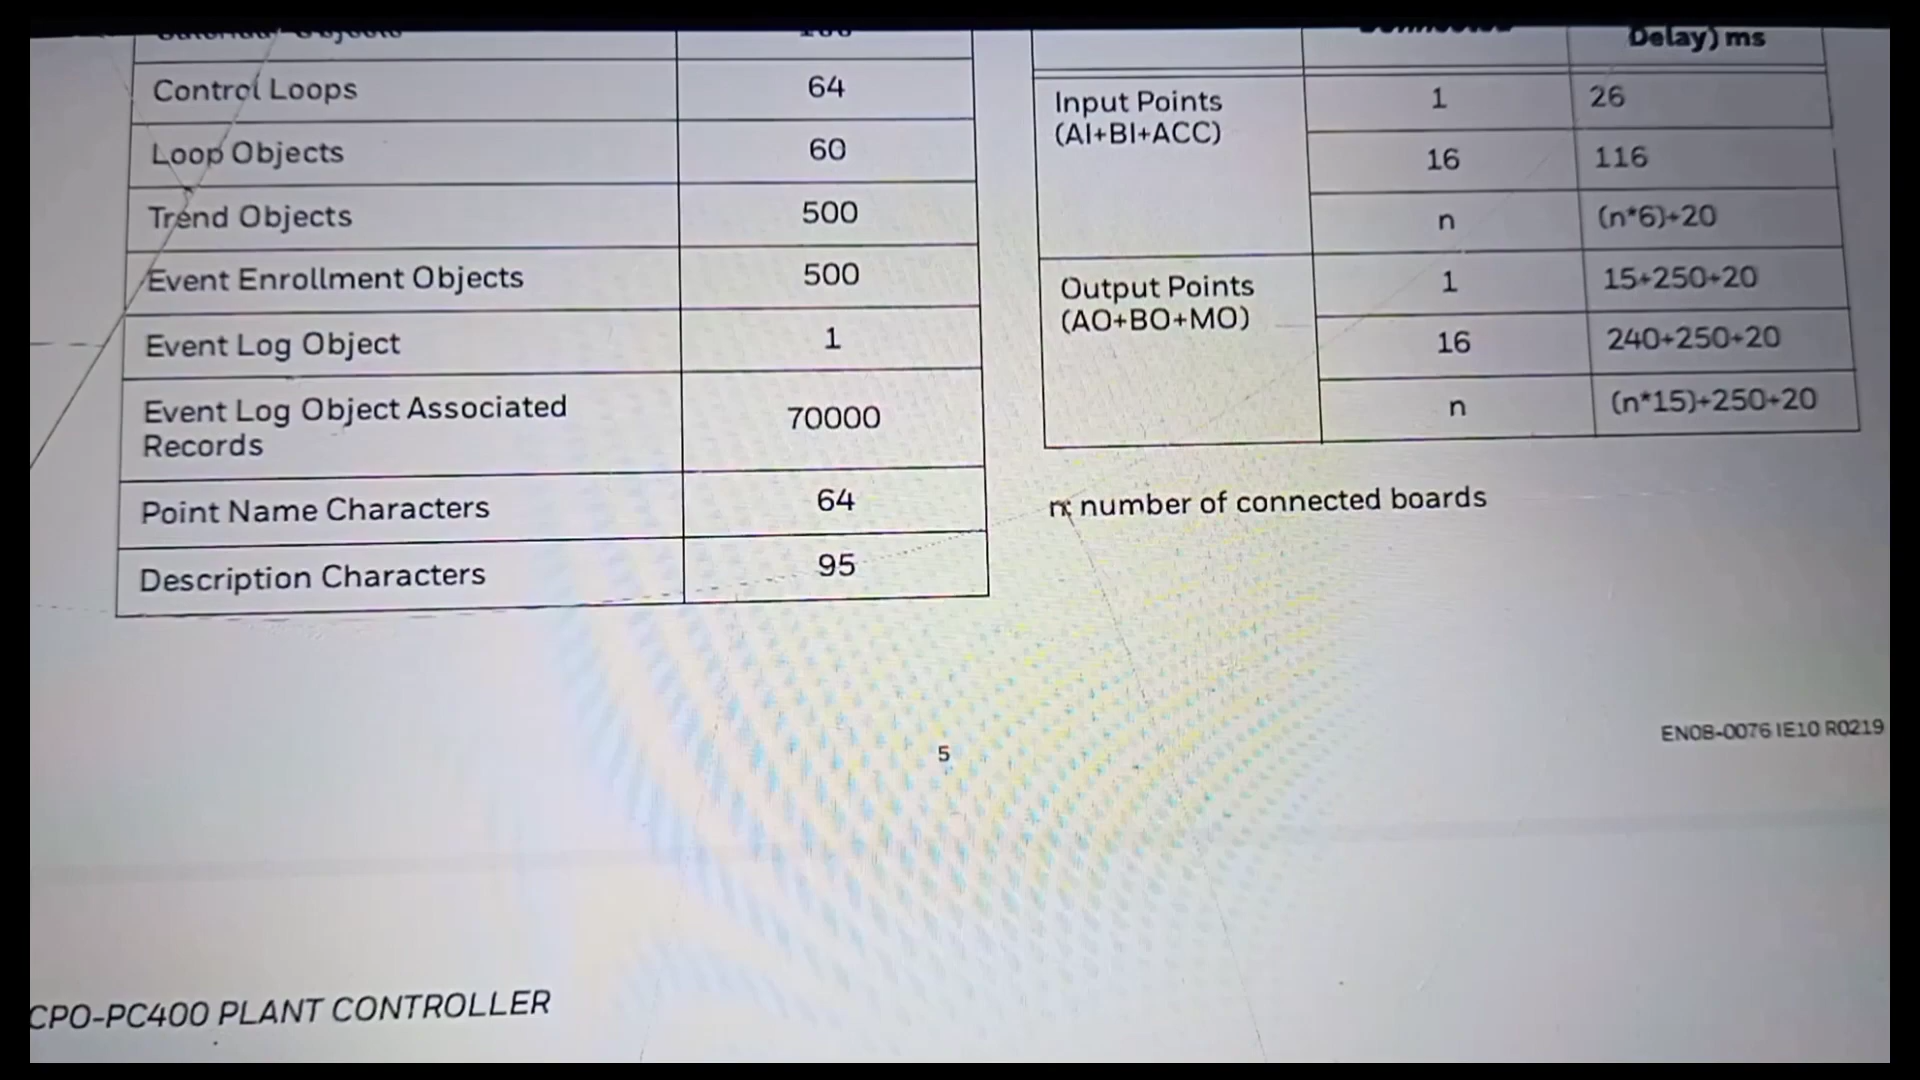 Delay) ms
Control Loops 64
Loop Objects 60
Trend Objects 500
Event Enrollment Objects 500
Event Log Object 1
Event Log Object Associated
Records 70000
Point Name Characters 64
Description Characters 95
Input Points
(AI+BI+ACC)
1 26
16 116
n (n*6)+20
Output Points
(AO+BO+MO)
1 15+250+20
16 240+250+20
n (n*15)+250+20
n: number of connected boards
5
EN0B-0076 IE10 R0219
CPO-PC400 PLANT CONTROLLER